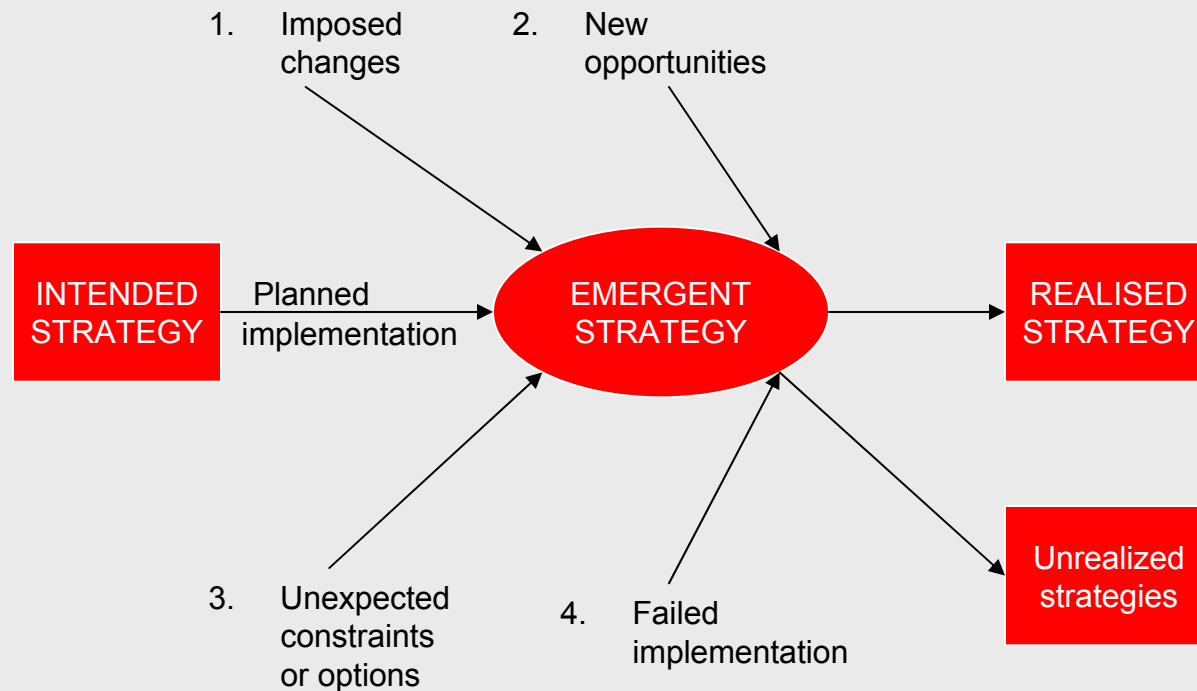 1. Imposed
changes
2. New
opportunities
INTENDED
STRATEGY
Planned
implementation
EMERGENT
STRATEGY
REALISED
STRATEGY
3. Unexpected
constraints
or options
4. Failed
implementation
Unrealized
strategies